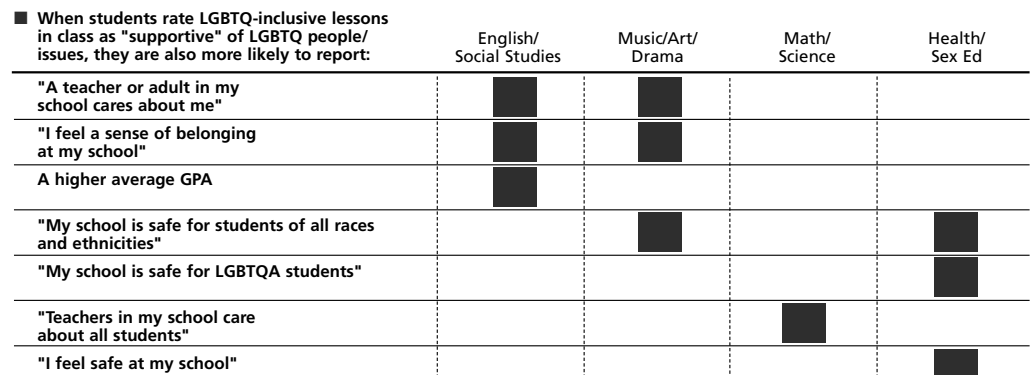 ■ When students rate LGBTQ-inclusive lessons
in class as "supportive" of LGBTQ people/
issues, they are also more likely to report:
English/
Social Studies
Music/Art/
Drama
Math/
Science
Health/
Sex Ed
"A teacher or adult in my
school cares about me"
"I feel a sense of belonging
at my school"
A higher average GPA
"My school is safe for students of all races
and ethnicities"
"My school is safe for LGBTQA students"
"Teachers in my school care
about all students"
"I feel safe at my school"